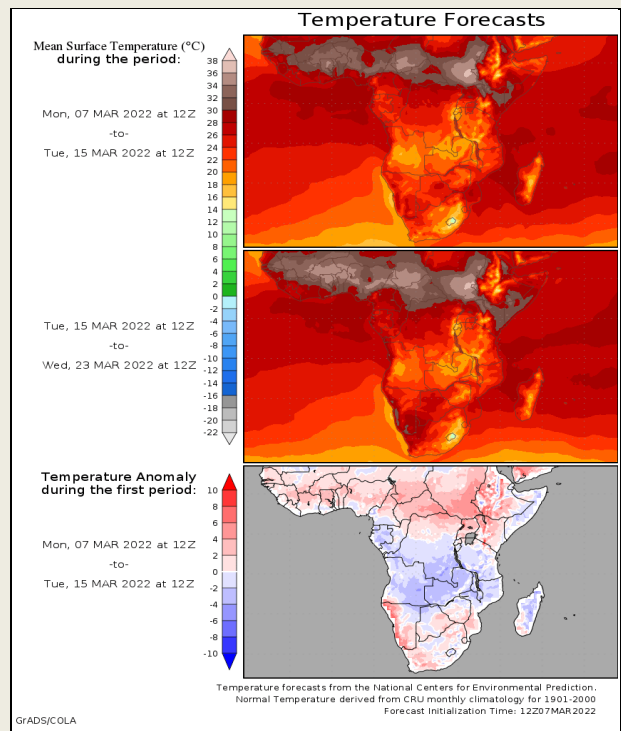 Temperature Forecasts
Mean Surface Temperature (°C)
during the period:
Mon, 07 MAR 2022 at 12Z
-to-
Tue, 15 MAR 2022 at 12Z
38
36
34
32
30
28
26
24
22
20
18
16
14
12
10
8
6
4
2
0
-2
-4
-6
-8
-10
-12
-14
-16
-18
-20
-22
Tue, 15 MAR 2022 at 12Z
-to-
Wed, 23 MAR 2022 at 12Z
Temperature Anomaly
during the first period:
Mon, 07 MAR 2022 at 12Z
-to-
Tue, 15 MAR 2022 at 12Z
10
8
6
4
2
0
-2
-4
-6
-8
-10
Temperature forecasts from the National Centers for Environmental Prediction.
Normal Temperature derived from CRU monthly climatology for 1901-2000
Forecast Initialization Time: 12Z07MAR2022
GrADS/COLA